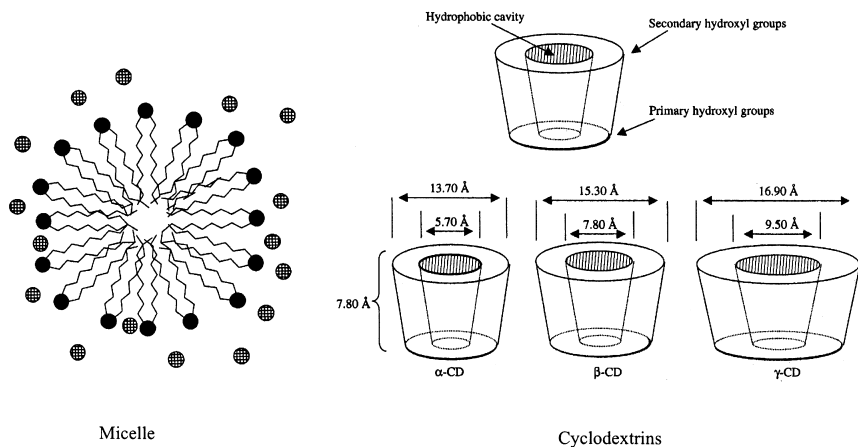 Hydrophobic cavity
Secondary hydroxyl groups
Primary hydroxyl groups
13.70 Å
15.30 Å
16.90 Å
5.70 Å
7.80 Å
9.50 Å
7.80 Å
α-CD
β-CD
γ-CD
Micelle
Cyclodextrins